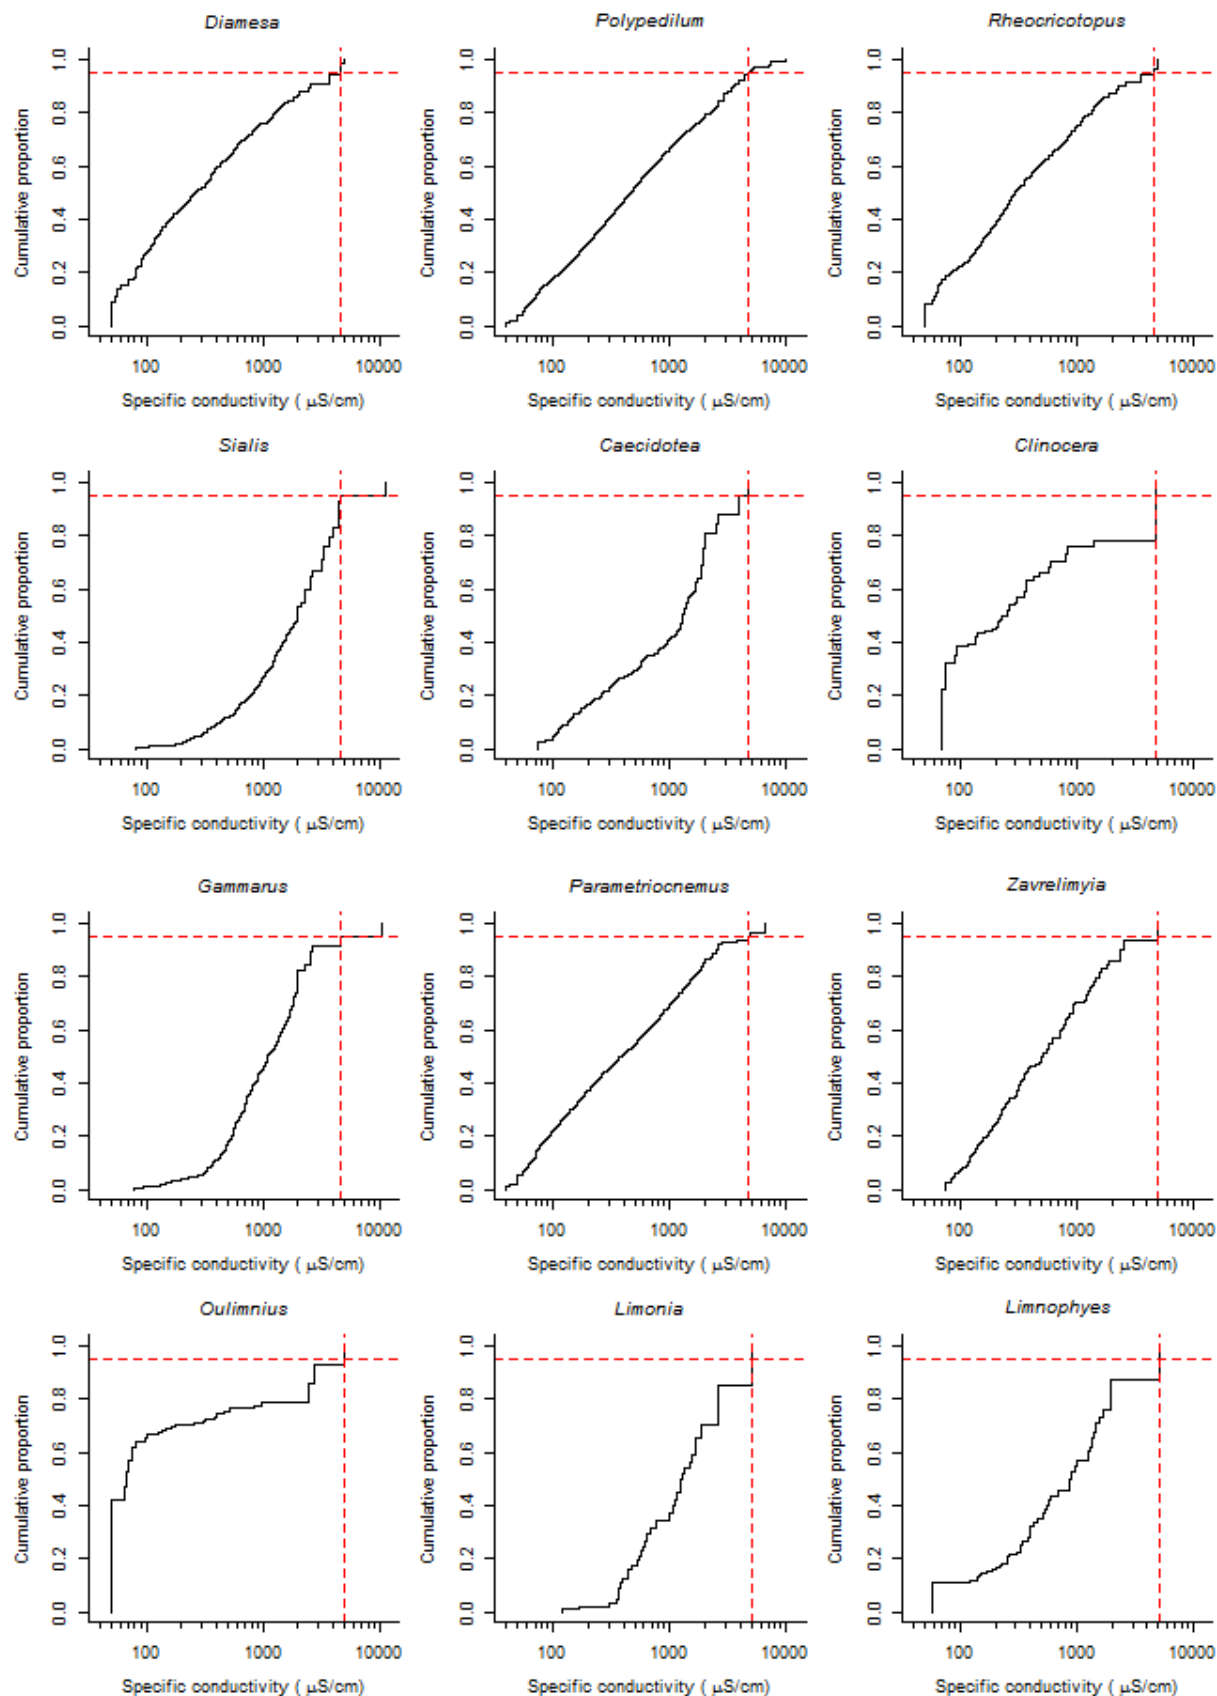 Diamesa Polypedilum Rheocricotopus
Cumulative proportion Cumulative proportion Cumulative proportion
0.0 0.2 0.4 0.6 0.8 1.0 0.0 0.2 0.4 0.6 0.8 1.0 0.0 0.2 0.4 0.6 0.8 1.0
100 1000 10000 100 1000 10000 100 1000 10000
Specific conductivity ( µS/cm) Specific conductivity ( µS/cm) Specific conductivity ( µS/cm)
Sialis Caecidotea Clinocera
Cumulative proportion Cumulative proportion Cumulative proportion
0.0 0.2 0.4 0.6 0.8 1.0 0.0 0.2 0.4 0.6 0.8 1.0 0.0 0.2 0.4 0.6 0.8 1.0
100 1000 10000 100 1000 10000 100 1000 10000
Specific conductivity ( µS/cm) Specific conductivity ( µS/cm) Specific conductivity ( µS/cm)
Gammarus Parametriocnemus Zavrelimyia
Cumulative proportion Cumulative proportion Cumulative proportion
0.0 0.2 0.4 0.6 0.8 1.0 0.0 0.2 0.4 0.6 0.8 1.0 0.0 0.2 0.4 0.6 0.8 1.0
100 1000 10000 100 1000 10000 100 1000 10000
Specific conductivity ( µS/cm) Specific conductivity ( µS/cm) Specific conductivity ( µS/cm)
Oulimnius Limonia Limnophyes
Cumulative proportion Cumulative proportion Cumulative proportion
0.0 0.2 0.4 0.6 0.8 1.0 0.0 0.2 0.4 0.6 0.8 1.0 0.0 0.2 0.4 0.6 0.8 1.0
100 1000 10000 100 1000 10000 100 1000 10000
Specific conductivity ( µS/cm) Specific conductivity ( µS/cm) Specific conductivity ( µS/cm)